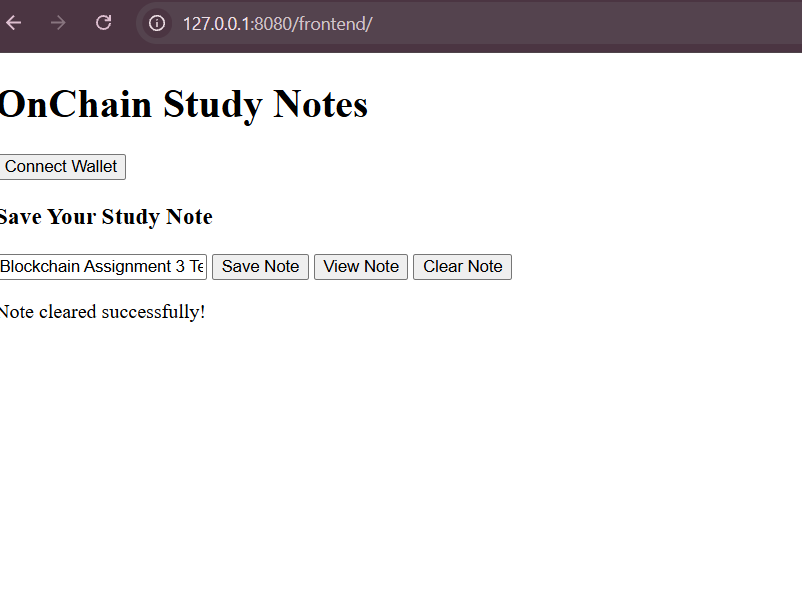 127.0.0.1:8080/frontend/
OnChain Study Notes
Connect Wallet
Save Your Study Note
Blockchain Assignment 3 Te Save Note View Note Clear Note
Note cleared successfully!